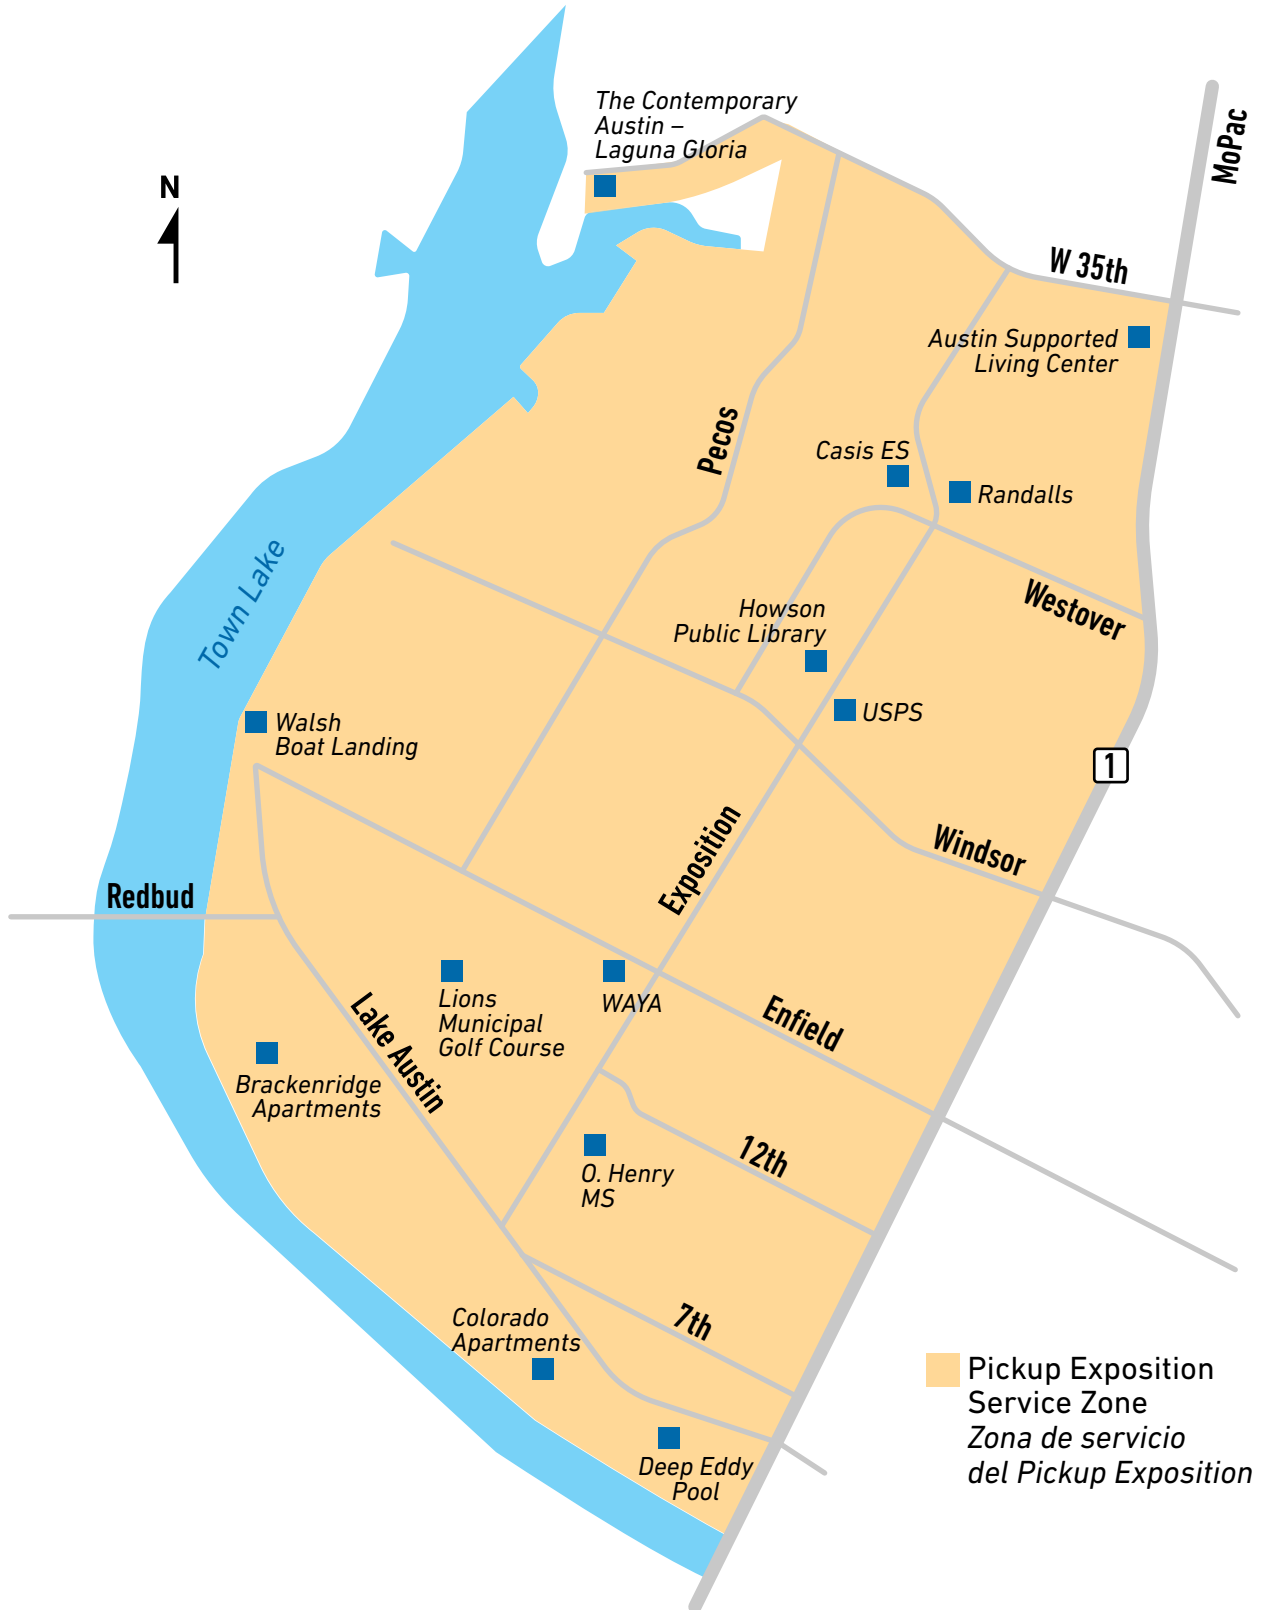 The Contemporary
Austin –
Laguna Gloria
MoPac
N
W 35th
Austin Supported
Living Center
Pecos
Casis ES
Randalls
Town Lake
Westover
Howson
Public Library
USPS
Walsh
Boat Landing
1
Exposition
Windsor
Redbud
Lions
Municipal
Golf Course
WAYA
Enfield
Lake Austin
Brackenridge
Apartments
12th
O. Henry
MS
7th
Colorado
Apartments
Deep Eddy
Pool
Pickup Exposition
Service Zone
Zona de servicio
del Pickup Exposition